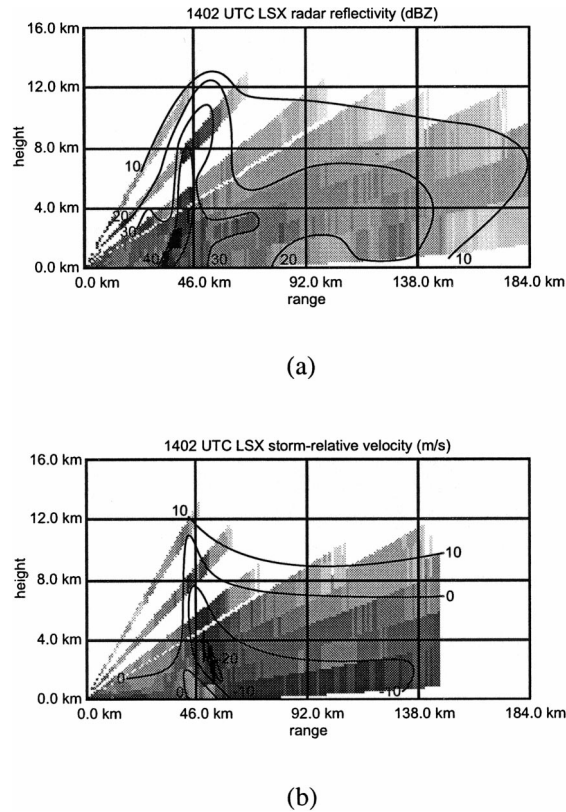 1402 UTC LSX radar reflectivity (dBZ)
16.0 km
12.0 km
8.0 km
4.0 km
0.0 km
height
10
20
30
40
30
20
10
0.0 km 46.0 km 92.0 km 138.0 km 184.0 km
range
(a)
1402 UTC LSX storm-relative velocity (m/s)
16.0 km
12.0 km
8.0 km
4.0 km
0.0 km
height
10
10
0
0
-20
0
-10
-10
0.0 km 46.0 km 92.0 km 138.0 km 184.0 km
range
(b)